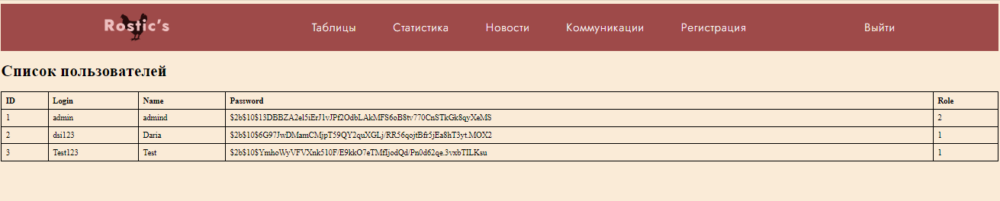 Rostic's Таблицы Статистика Новости Коммуникации Регистрация Выйти
Список пользователей
ID Login Name Password Role
1 admin admind $2b$10$13DBBZA2el5iErJ1vJPf2OdbLAkMFS6oB8tv770CnSTkGk8qyXeMS 2
2 dsi123 Daria $2b$10$6G97JwDMamCMjpT59QY2quXGLj/RR56qojtBfr5jEa8hT3yt.MOX2 1
3 Test123 Test $2b$10$YmhoWyVFVXnk510F/E9kkO7eTMfIjodQd/Pn0d62qe.3vxbTILKsu 1